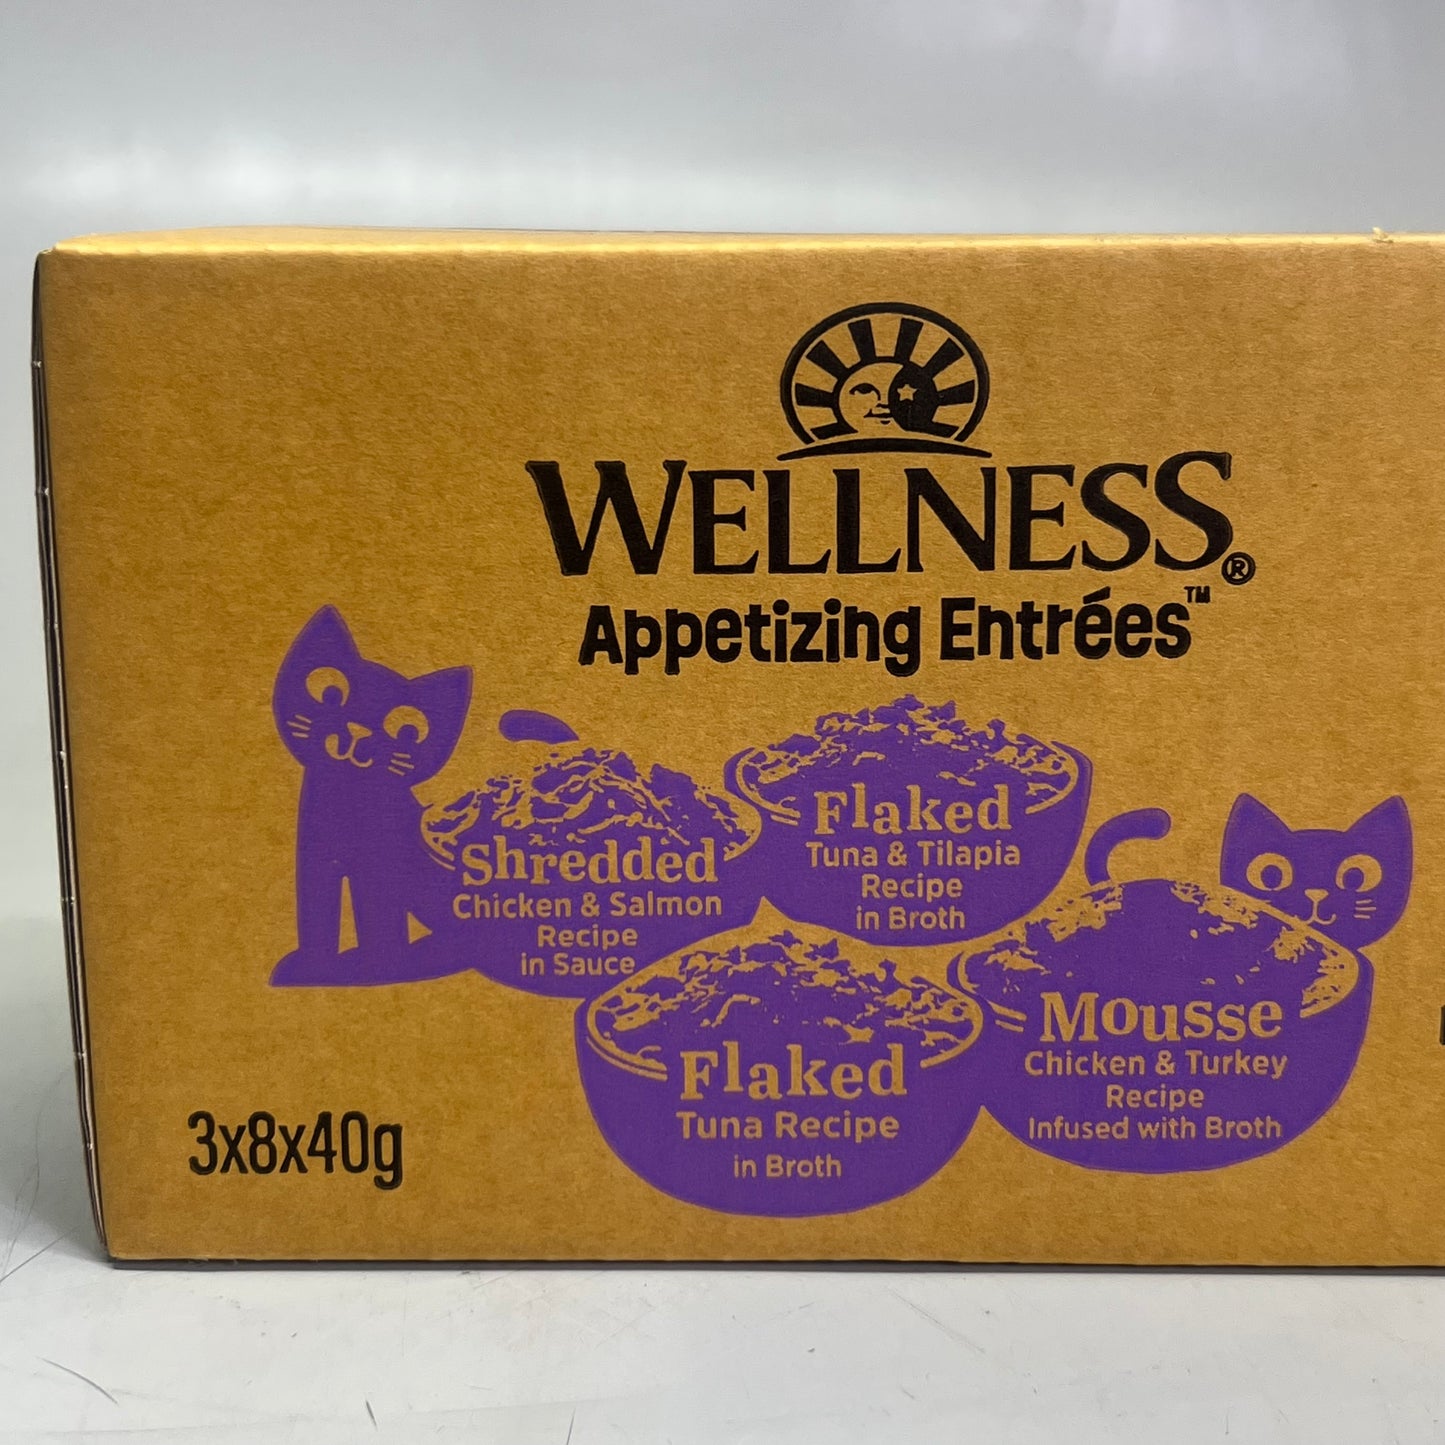 WELLNESS®
Appetizing Entrées™
Shredded
Chicken & Salmon
Recipe
in Sauce
Flaked
Tuna & Tilapia
Recipe
in Broth
Flaked
Tuna Recipe
in Broth
Mousse
Chicken & Turkey
Recipe
Infused with Broth
3x8x40g